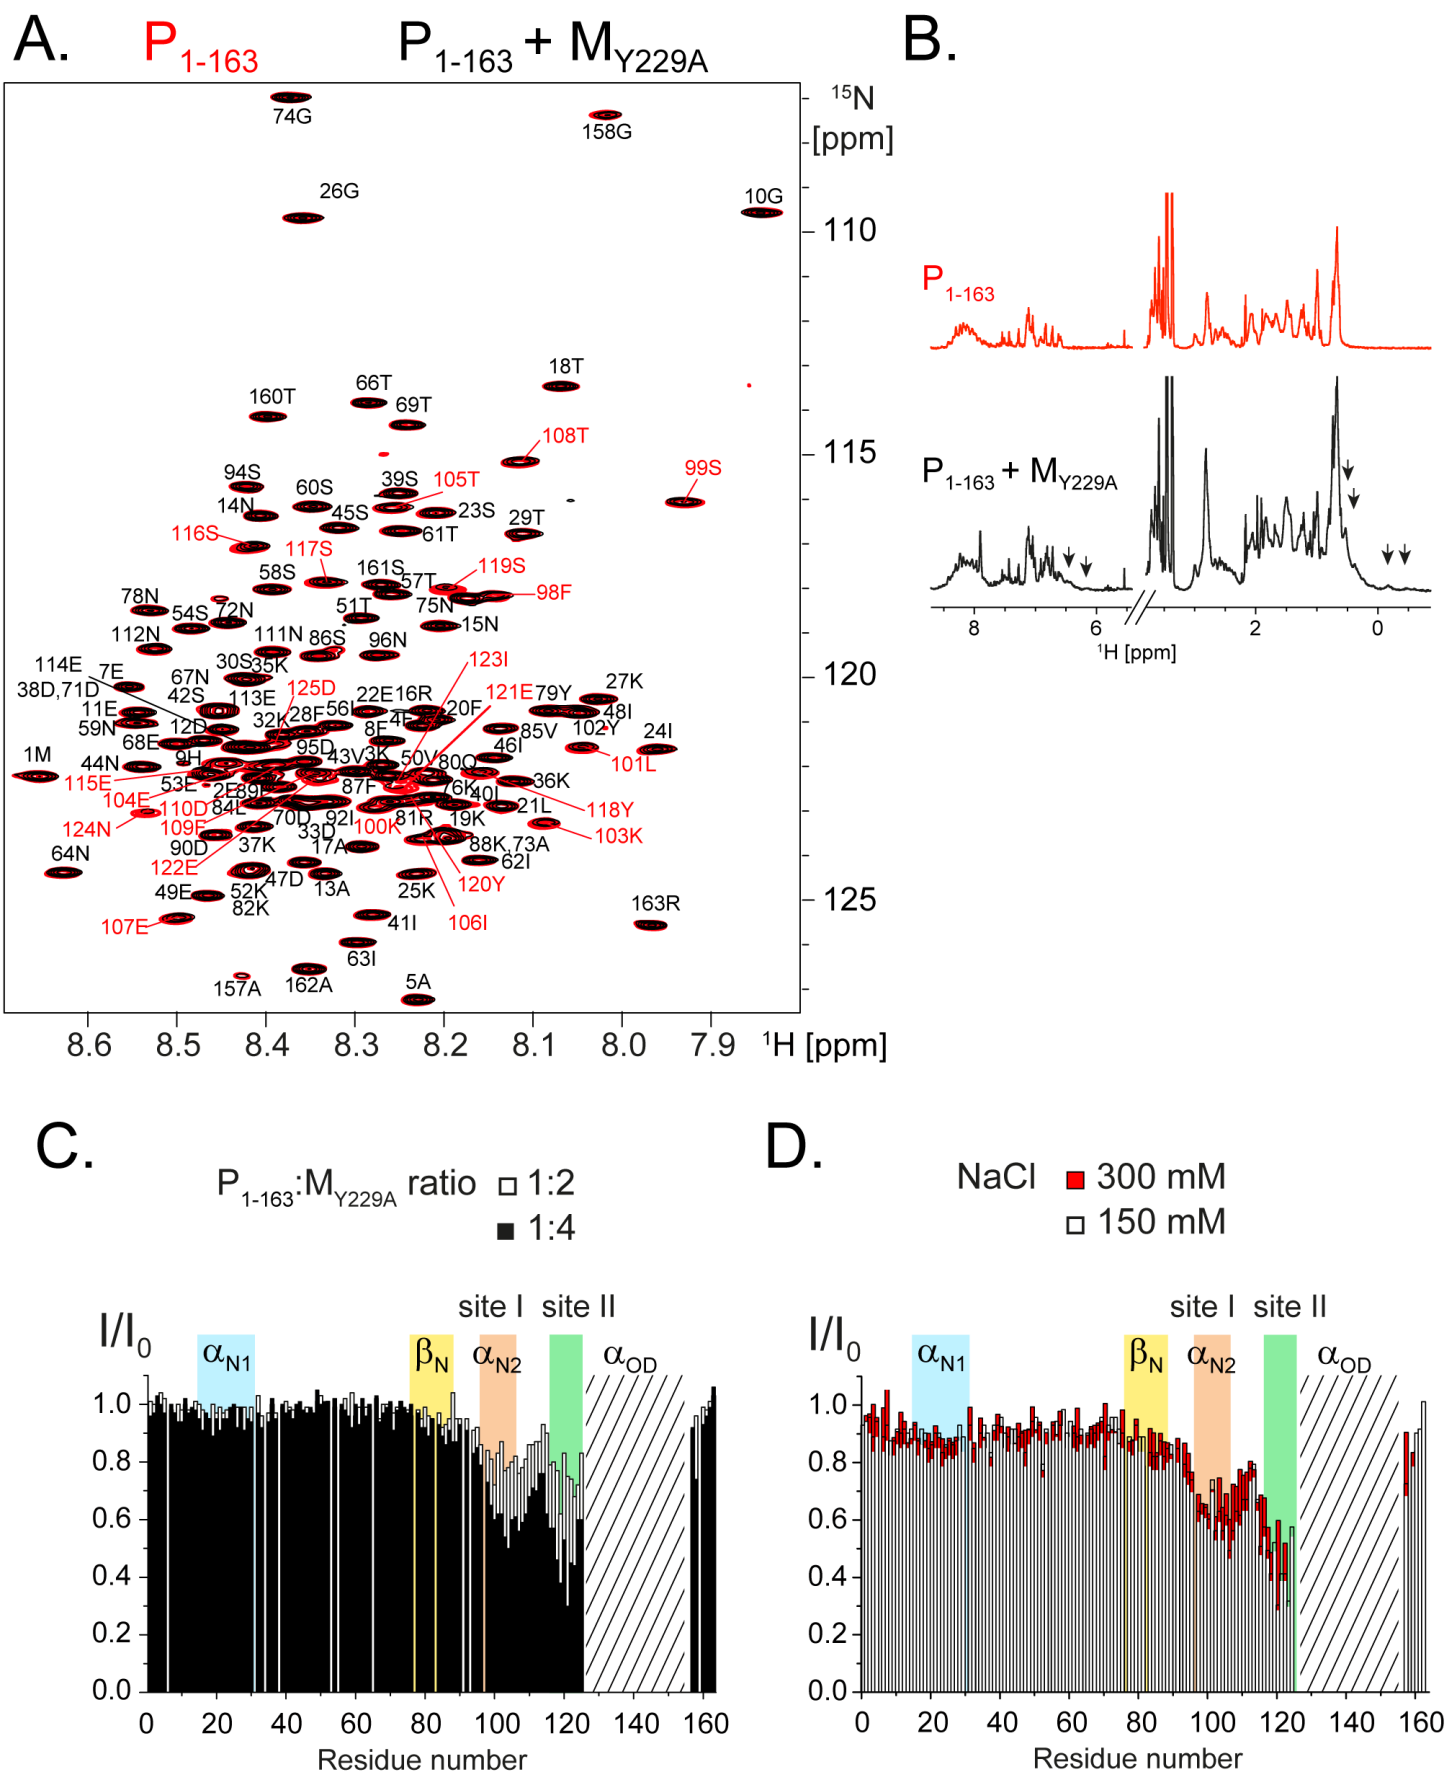 A. P1-163 P1-163 + MY229A
B.
15N
[ppm]
74G
158G
26G
10G
110
18T
66T
160T
69T
108T
115
94S
39S
105T
99S
60S
14N
45S
23S
61T
29T
116S
117S
161S
119S
58S
57T
98F
78N
75N
51T
54S
72N
15N
112N
111N
86S
96N
123I
114E
7E
30S
35K
120
38D,71D
67N
125D
121E
27K
42S
113E
22E
16R
79Y
11E
56I
20F
48I
59N
12D
32K
28F
4F
102Y
8E
85V
24I
68E
95D
46I
1M
9H
43V
3K
50V
101L
44N
80Q
115E
53E
87F
76K
36K
2E
89F
40I
104E
110D
84L
118Y
21L
124N
109F
70D
92I
81R
19K
100K
103K
33D
90D
37K
17A
88K,73A
64N
122E
62I
47D
13A
25K
120Y
49E
52K
82K
163R
125
107E
41I
106I
63I
157A
162A
5A
8.6 8.5 8.4 8.3 8.2 8.1 8.0 7.9 1H [ppm]
P1-163
P1-163 + MY229A
8 6 2 0
1H [ppm]
C.
P1-163:MY229A ratio 1:2
1:4
site I site II
I/I0
αN1 βN αN2 αOD
1.0
0.8
0.6
0.4
0.2
0.0
0 20 40 60 80 100 120 140 160
Residue number
D.
NaCl 300 mM
150 mM
site I site II
I/I0
αN1 βN αN2 αOD
1.0
0.8
0.6
0.4
0.2
0.0
0 20 40 60 80 100 120 140 160
Residue number